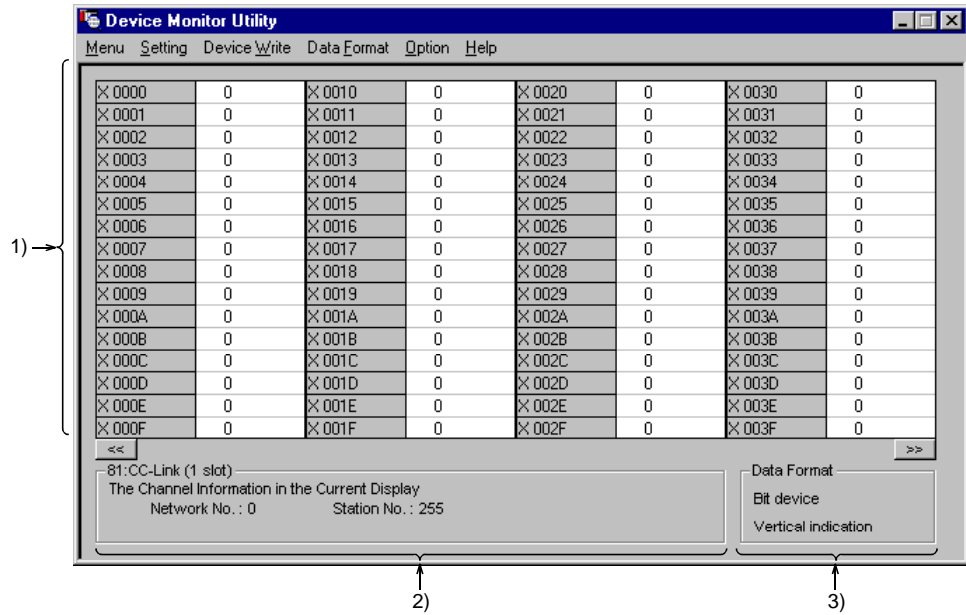 Device Monitor Utility
Menu Setting Device Write Data Format Option Help
X 0000 0 X 0010 0 X 0020 0 X 0030 0
X 0001 0 X 0011 0 X 0021 0 X 0031 0
X 0002 0 X 0012 0 X 0022 0 X 0032 0
X 0003 0 X 0013 0 X 0023 0 X 0033 0
X 0004 0 X 0014 0 X 0024 0 X 0034 0
X 0005 0 X 0015 0 X 0025 0 X 0035 0
X 0006 0 X 0016 0 X 0026 0 X 0036 0
1)
X 0007 0 X 0017 0 X 0027 0 X 0037 0
X 0008 0 X 0018 0 X 0028 0 X 0038 0
X 0009 0 X 0019 0 X 0029 0 X 0039 0
X 000A 0 X 001A 0 X 002A 0 X 003A 0
X 000B 0 X 001B 0 X 002B 0 X 003B 0
X 000C 0 X 001C 0 X 002C 0 X 003C 0
X 000D 0 X 001D 0 X 002D 0 X 003D 0
X 000E 0 X 001E 0 X 002E 0 X 003E 0
X 000F 0 X 001F 0 X 002F 0 X 003F 0
<< >>
81:CC-Link (1 slot)
The Channel Information in the Current Display
Network No. : 0 Station No. : 255
Data Format
Bit device
Vertical indication
2) 3)